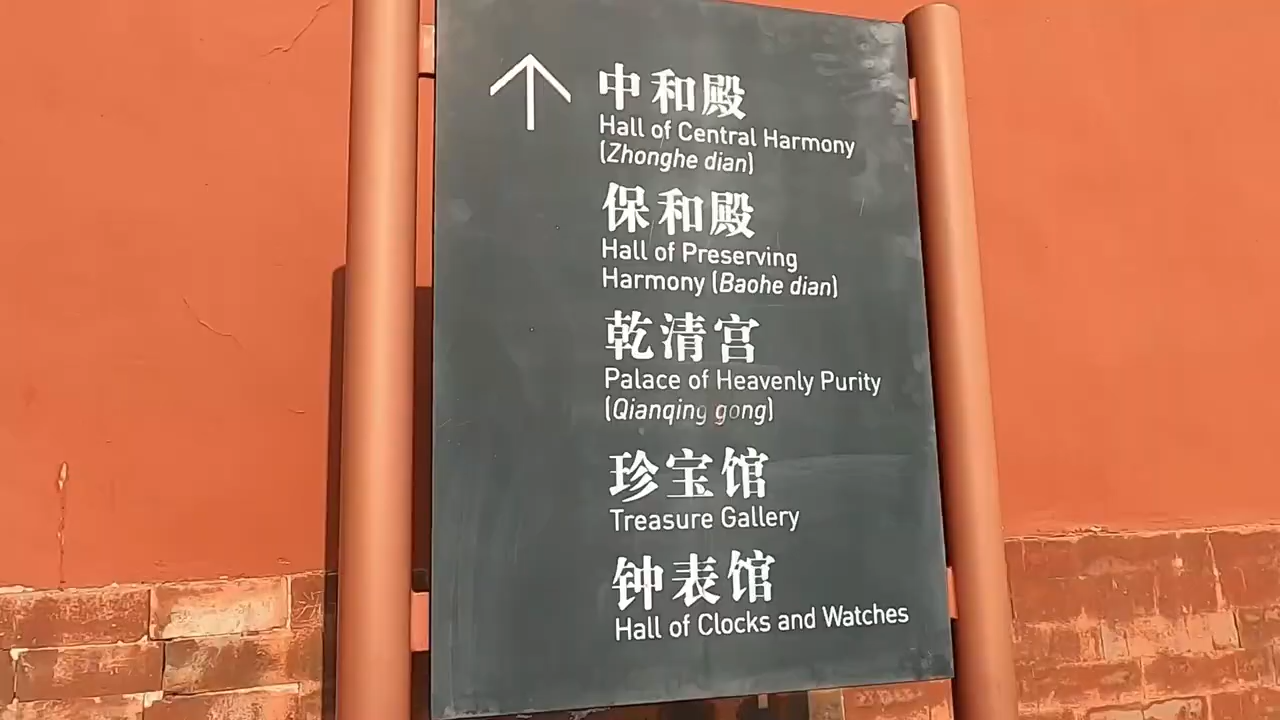 中和殿
Hall of Central Harmony
(Zhonghe dian)
保和殿
Hall of Preserving
Harmony (Baohe dian)
乾清宫
Palace of Heavenly Purity
(Qianqing gong)
珍宝馆
Treasure Gallery
钟表馆
Hall of Clocks and Watches